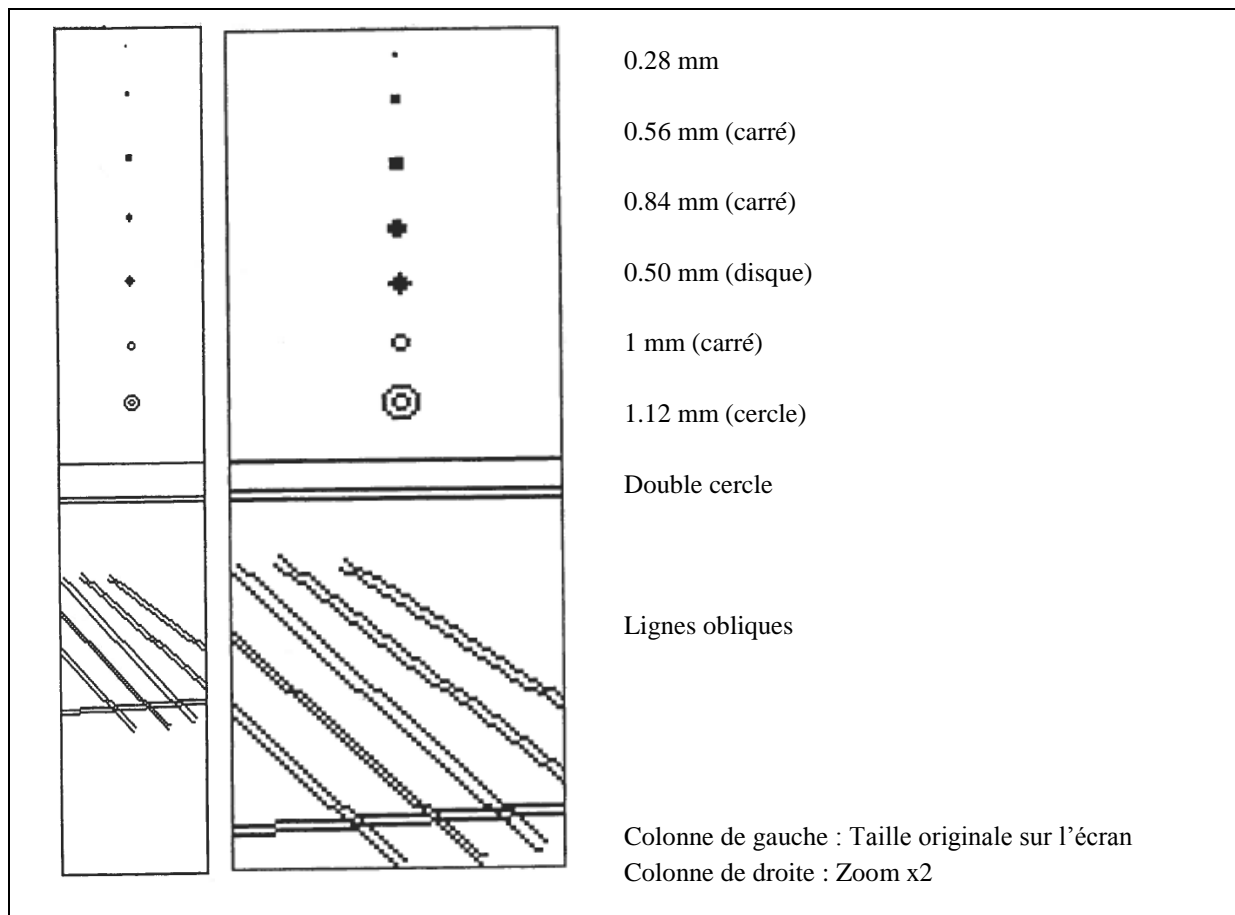 0.28 mm
0.56 mm (carré)
0.84 mm (carré)
0.50 mm (disque)
1 mm (carré)
1.12 mm (cercle)
Double cercle
Lignes obliques
Colonne de gauche : Taille originale sur l’écran
Colonne de droite : Zoom x2